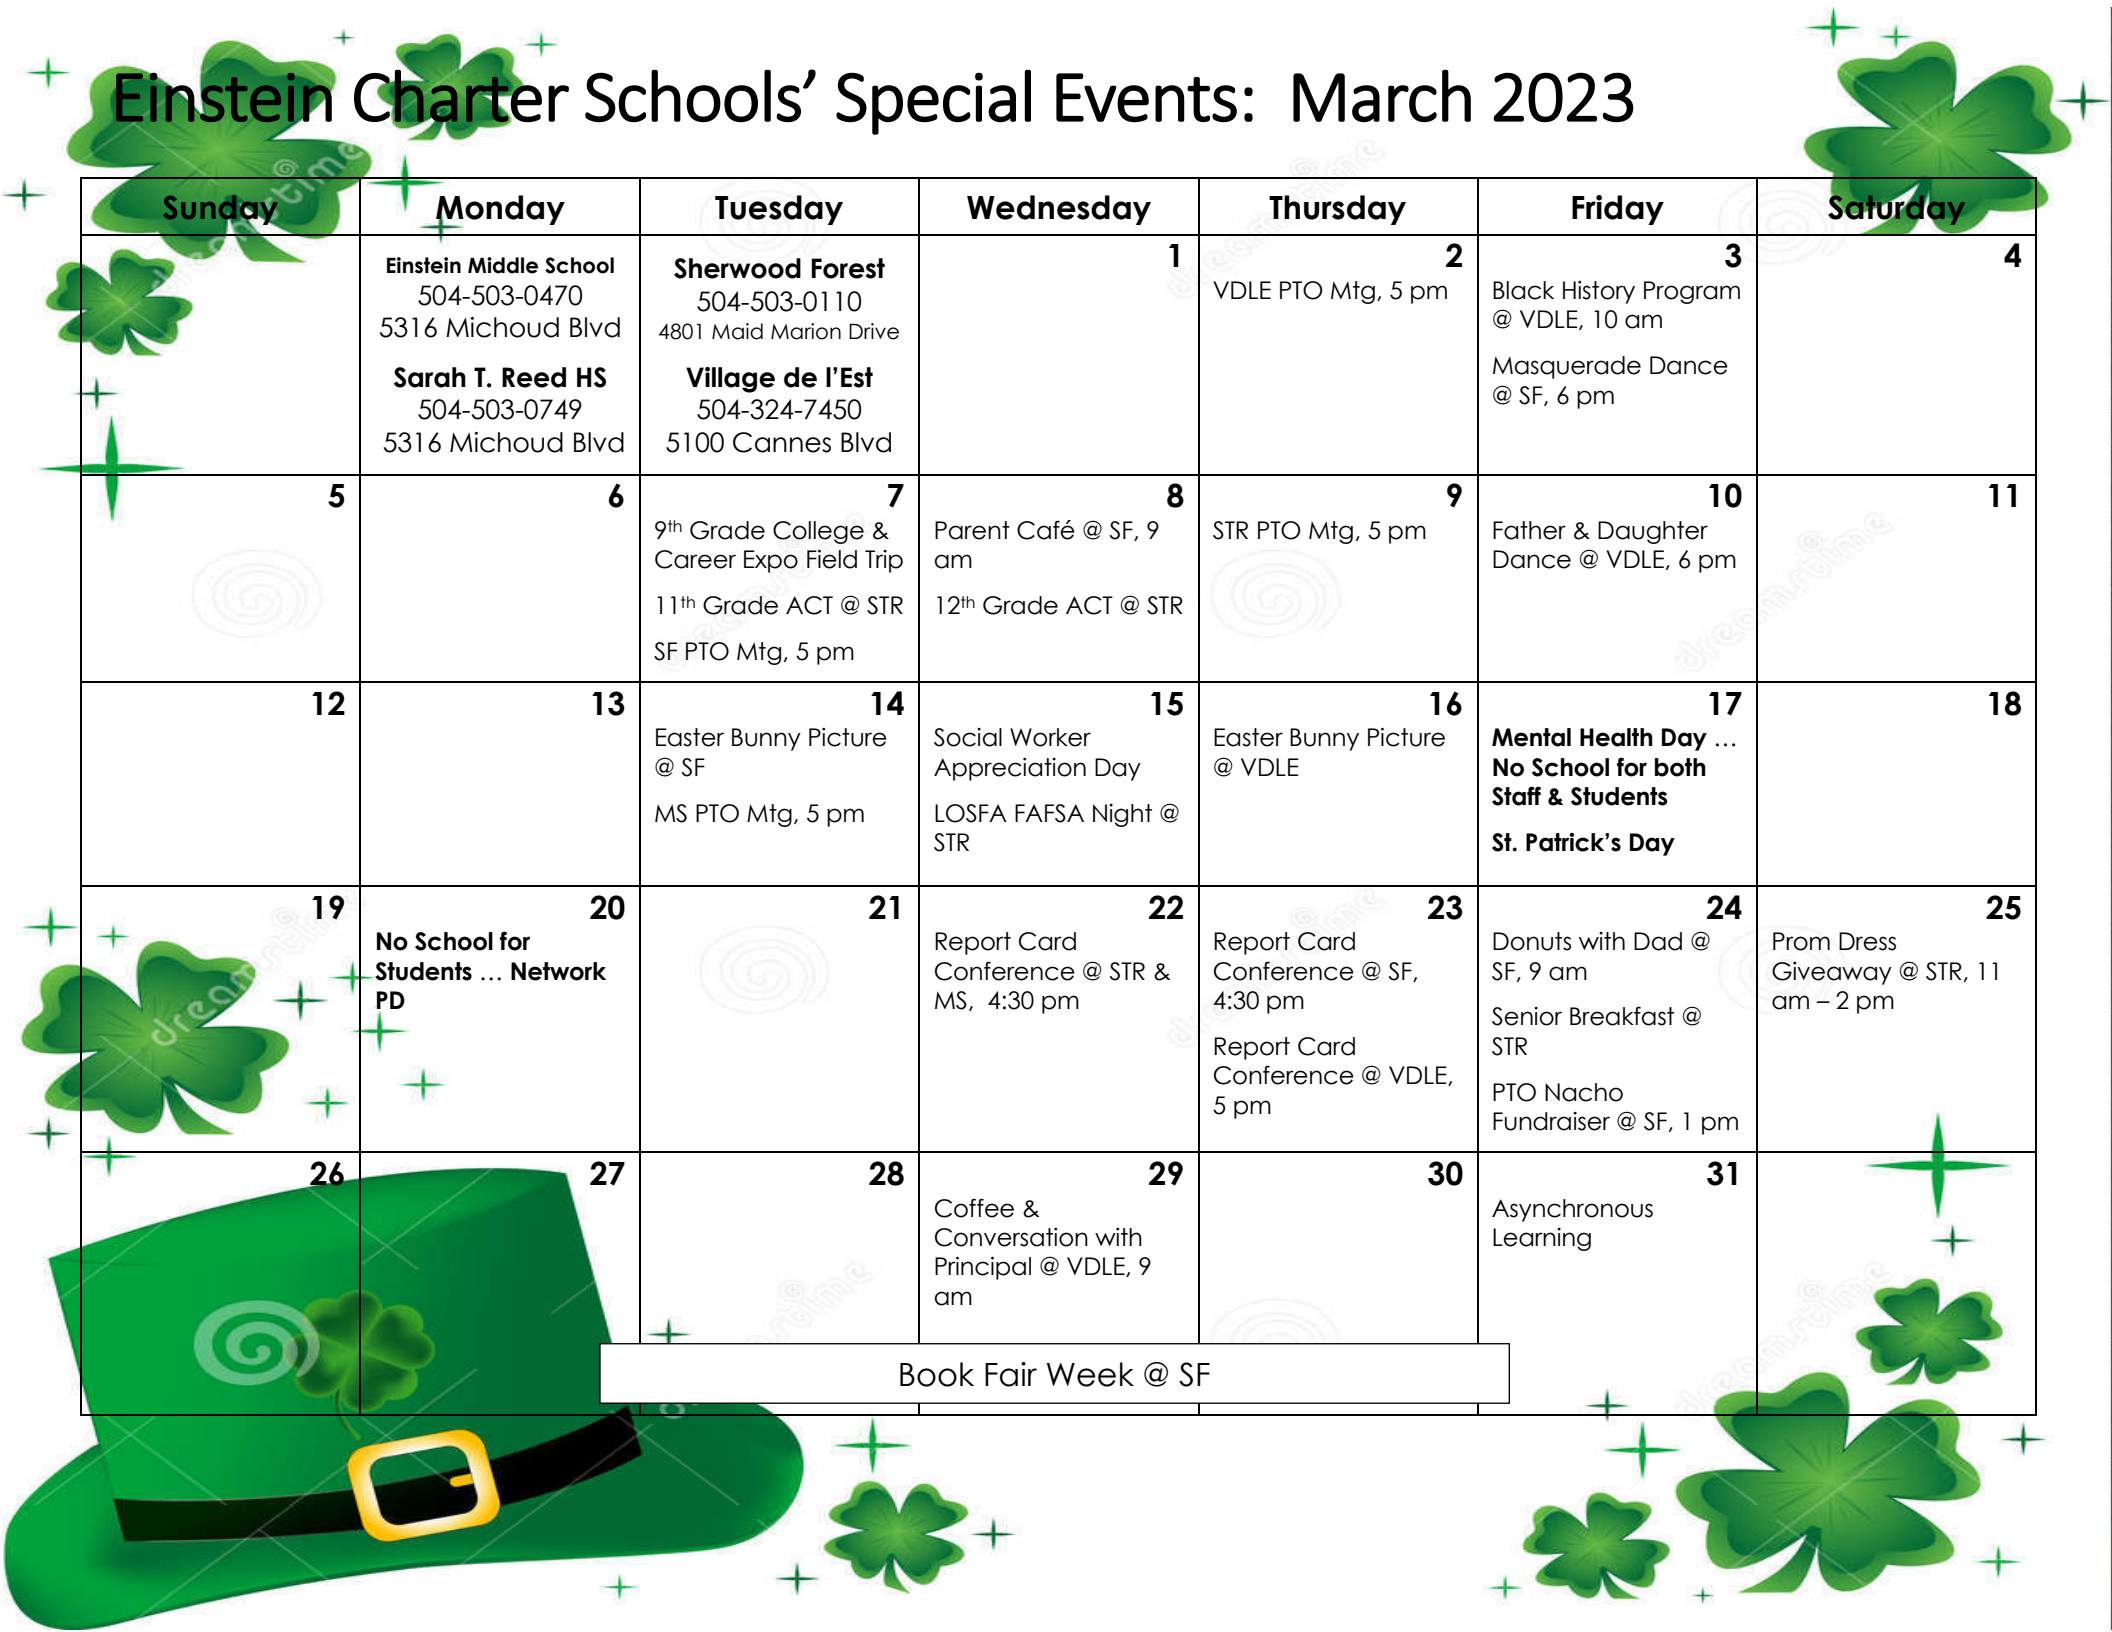 Einstein Charter Schools’ Special Events:  March 2023
Sunday
Monday
Tuesday
Wednesday
Thursday
Friday
Saturday
Einstein Middle School
504-503-0470
5316 Michoud Blvd
Sarah T. Reed HS
504-503-0749
5316 Michoud Blvd
Sherwood Forest
504-503-0110
4801 Maid Marion Drive
Village de l’Est
504-324-7450
5100 Cannes Blvd
1
2
VDLE PTO Mtg, 5 pm
3
Black History Program
@ VDLE, 10 am
Masquerade Dance
@ SF, 6 pm
4
5
6
7
9th Grade College &
Career Expo Field Trip
11th Grade ACT @ STR
SF PTO Mtg, 5 pm
8
Parent Café @ SF, 9
am
12th Grade ACT @ STR
9
STR PTO Mtg, 5 pm
10
Father & Daughter
Dance @ VDLE, 6 pm
11
12
13
14
Easter Bunny Picture
@ SF
MS PTO Mtg, 5 pm
15
Social Worker
Appreciation Day
LOSFA FAFSA Night @
STR
16
Easter Bunny Picture
@ VDLE
17
Mental Health Day …
No School for both
Staff & Students
St. Patrick’s Day
18
19
20
No School for
Students … Network
PD
21
22
Report Card
Conference @ STR &
MS,  4:30 pm
23
Report Card
Conference @ SF,
4:30 pm
Report Card
Conference @ VDLE,
5 pm
24
Donuts with Dad @
SF, 9 am
Senior Breakfast @
STR
PTO Nacho
Fundraiser @ SF, 1 pm
25
Prom Dress
Giveaway @ STR, 11
am – 2 pm
26
27
28
29
Coffee &
Conversation with
Principal @ VDLE, 9
am
30
31
Asynchronous
Learning
Book Fair Week @ SF
dreamstime
dreamstime
dreamstime
dreamstime
dreamstime
dreamstime
dreamstime
dreamstime